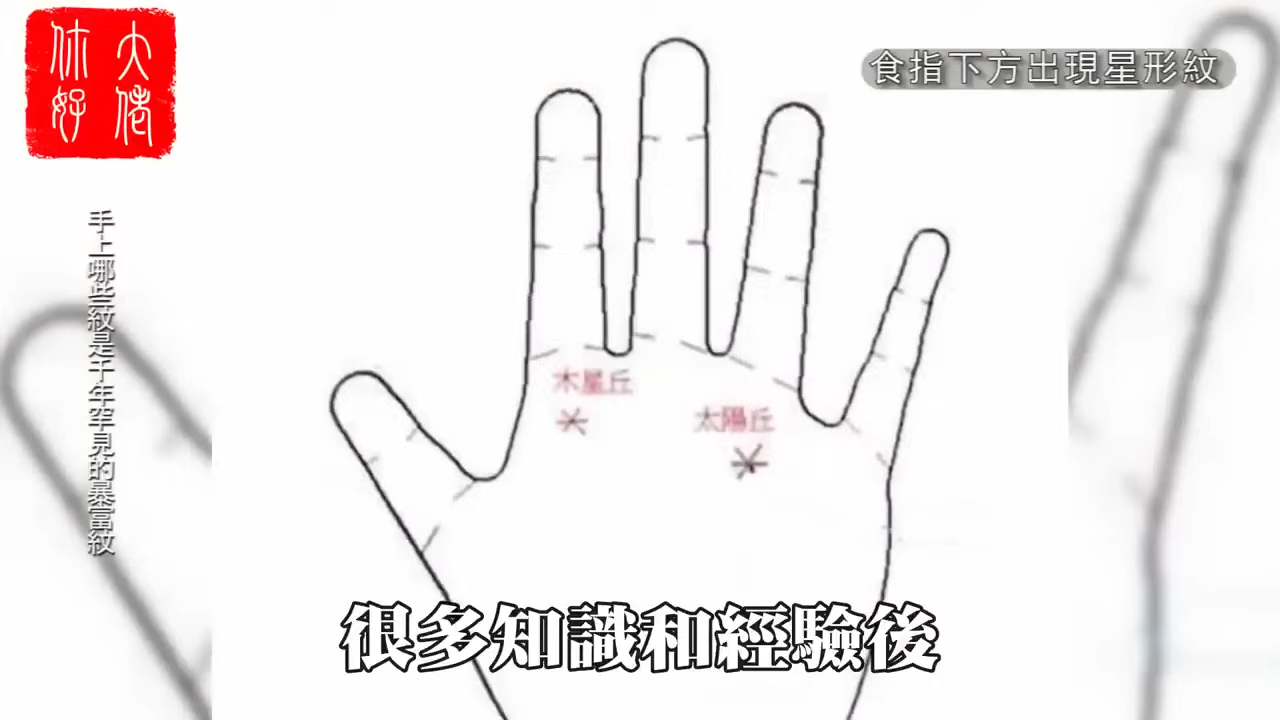 大佬
你好
食指下方出現星形紋
手上哪些紋是千年罕見的暴富紋
木星丘
太陽丘
很多知識和經驗後